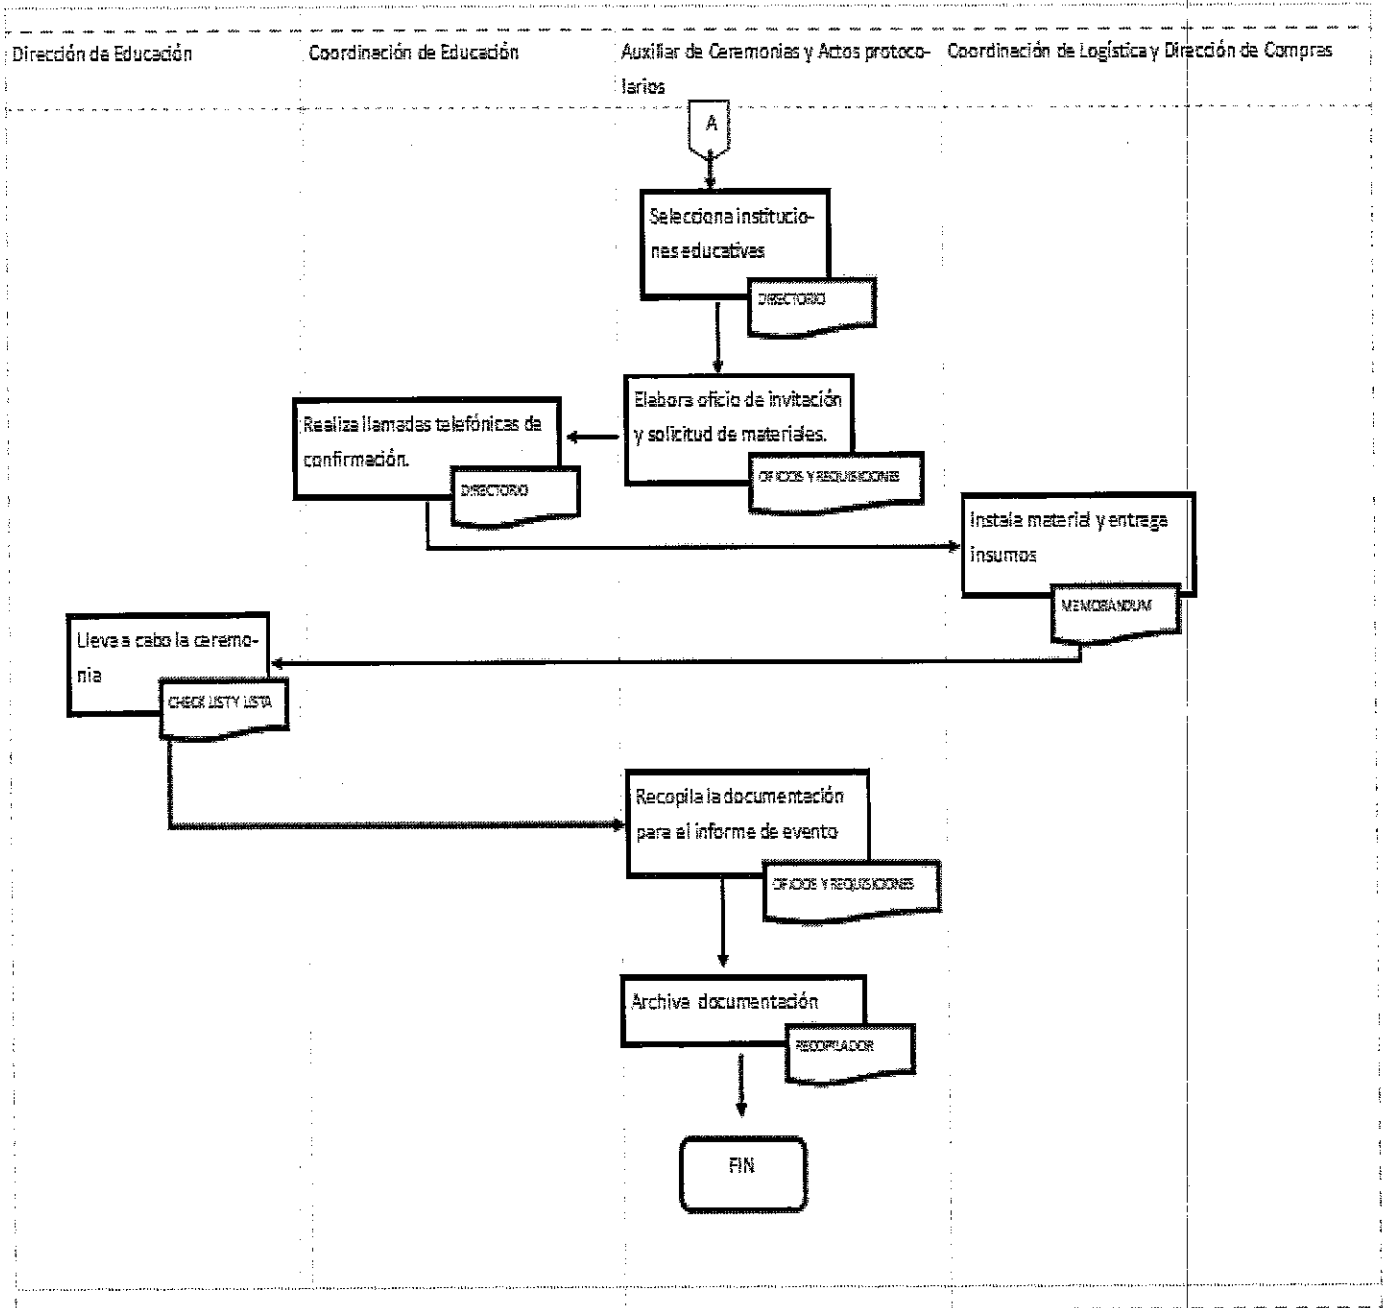 Dirección de Educación
Coordinación de Educación
Auxiliar de Ceremonias y Actos protoco-
larios
Coordinación de Logística y Dirección de Compras
A
Selecciona institucio-
nes educativas
DIRECTORIO
Elabora oficio de invitación
y solicitud de materiales.
OFICIOS Y REQUISICIONES
Realiza llamadas telefónicas de
confirmación.
DIRECTORIO
Instala material y entrega
insumos
MEMORANDUM
Lleva a cabo la ceremo-
nia
CHECK LIST Y LISTA
Recopila la documentación
para el informe de evento
OFICIOS Y REQUISICIONES
Archiva documentación
RECOPILADOR
FIN